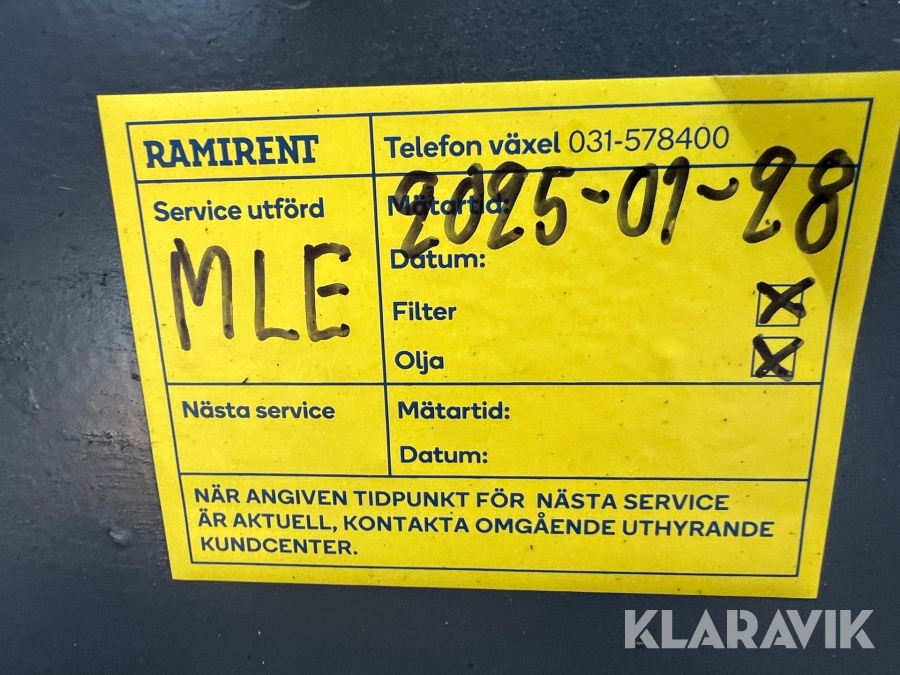 RAMIRENT
Telefon växel 031-578400
Service utförd
MLE
Mätartid:
2025-01-28
Datum:
Filter
Olja
Nästa service
Mätartid:
Datum:
NÄR ANGIVEN TIDPUNKT FÖR NÄSTA SERVICE
ÄR AKTUELL, KONTAKTA OMGÅENDE UTHYRANDE
KUNDCENTER.
KLARAVIK